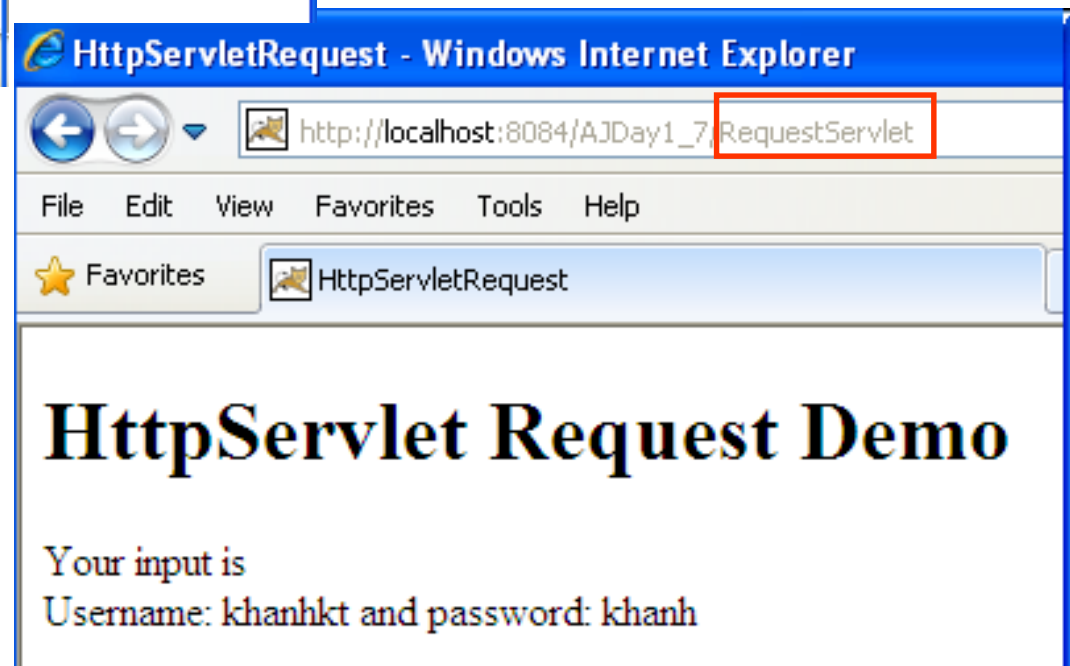 HttpServletRequest - Windows Internet Explorer
http://localhost:8084/AJDay1_7/RequestServlet
File Edit View Favorites Tools Help
Favorites HttpServletRequest
HttpServlet Request Demo
Your input is
Username: khanhkt and password: khanh